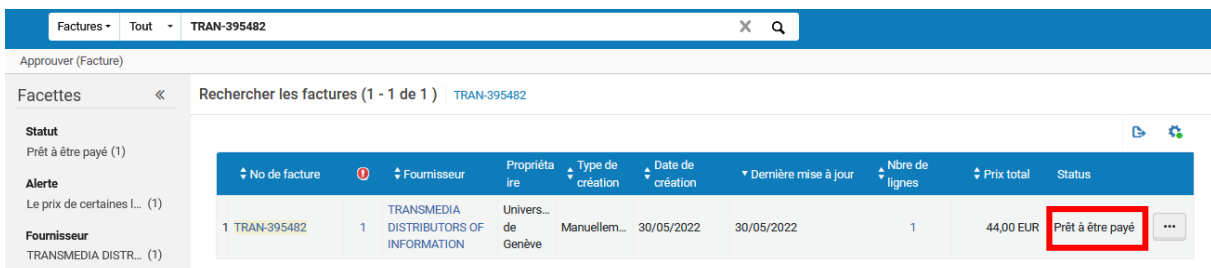 Factures Tout TRAN-395482
Approuver (Facture)
Facettes «
Rechercher les factures (1 - 1 de 1 ) TRAN-395482
Statut
Prêt à être payé (1)
Alerte
Le prix de certaines l... (1)
Fournisseur
TRANSMEDIA DISTR... (1)
No de facture Fournisseur Propriéta Type de Date de Dernière mise à jour Nbre de Prix total Status
ire création création lignes
TRANSMEDIA Univers...
1 TRAN-395482 1 DISTRIBUTORS OF de Manuellem... 30/05/2022 30/05/2022 1 44,00 EUR Prêt à être payé ...
INFORMATION Genève